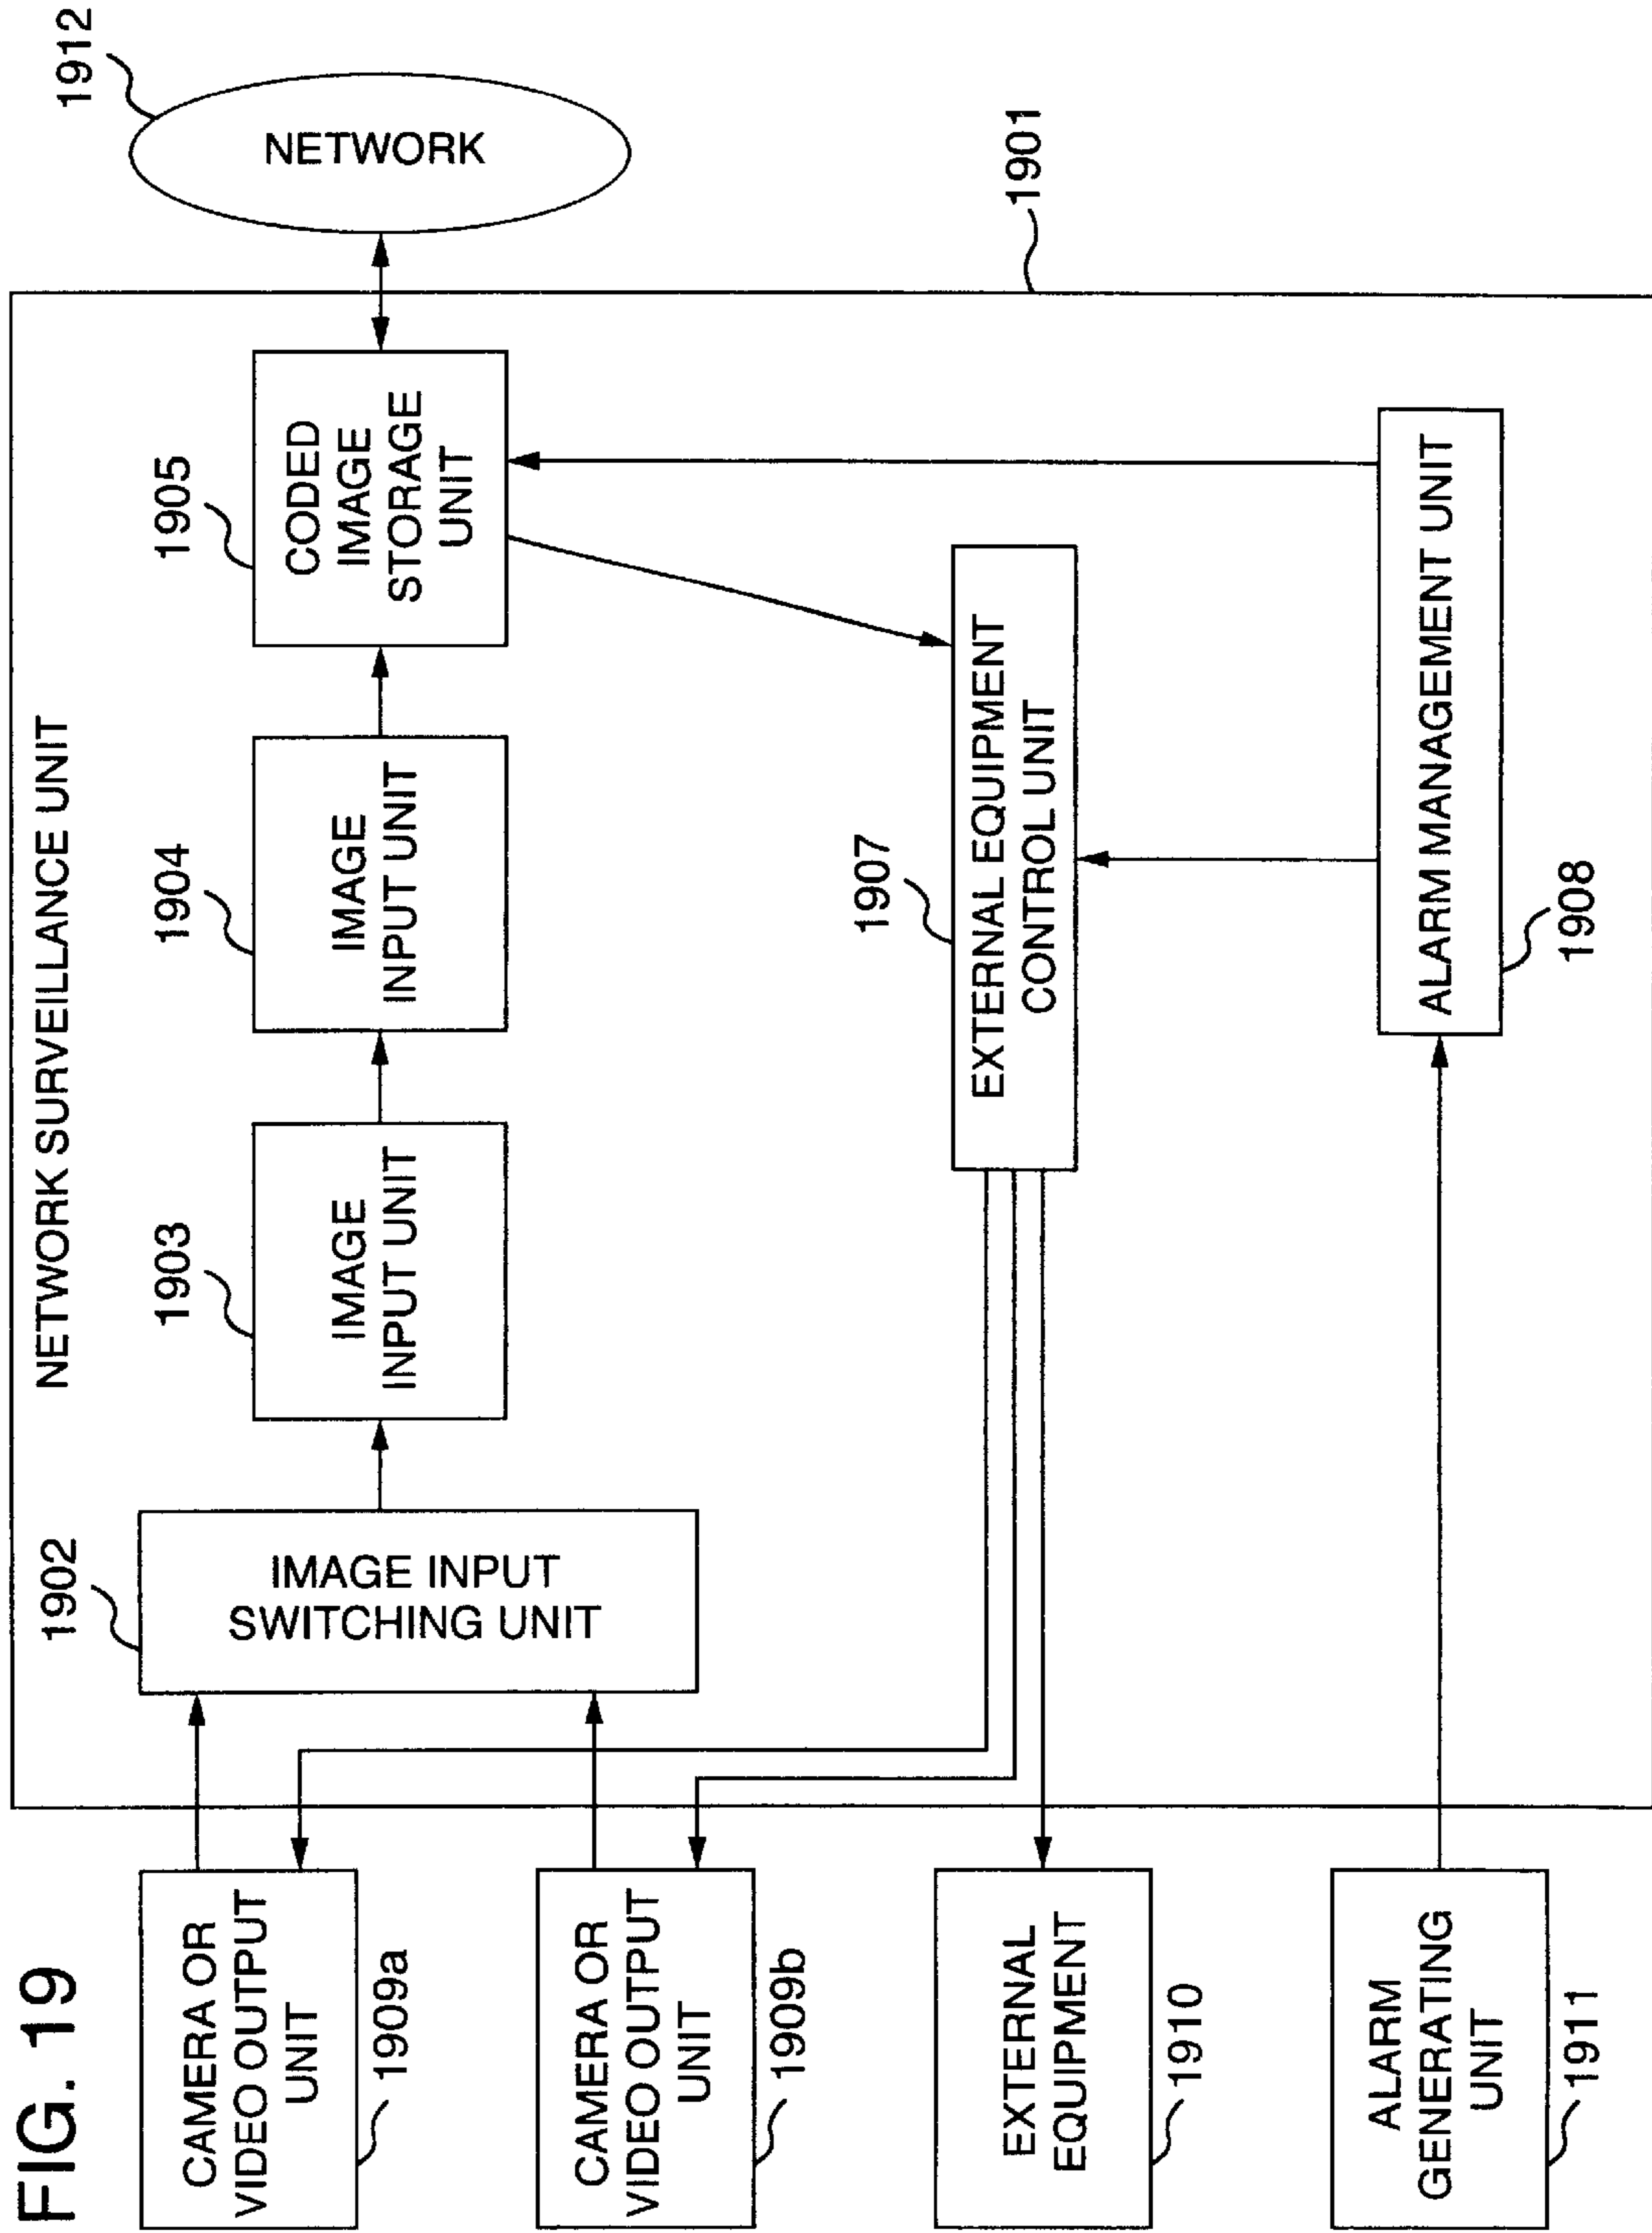 FIG. 19
NETWORK SURVEILLANCE UNIT
1901
1912
NETWORK
CAMERA OR
VIDEO OUTPUT
UNIT
1909a
1902
IMAGE INPUT
SWITCHING UNIT
1903
IMAGE
INPUT UNIT
1904
IMAGE
INPUT UNIT
1905
CODED
IMAGE
STORAGE
UNIT
CAMERA OR
VIDEO OUTPUT
UNIT
1909b
EXTERNAL
EQUIPMENT
1910
1907
EXTERNAL EQUIPMENT
CONTROL UNIT
ALARM
GENERATING
UNIT
1911
ALARM MANAGEMENT UNIT
1908